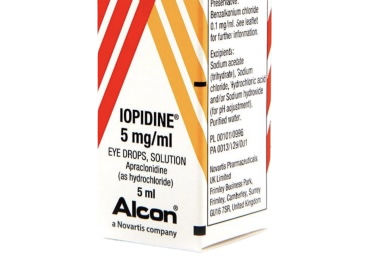 IOPIDINE®
5 mg/ml
EYE DROPS, SOLUTION
Apraclonidine
(as hydrochloride)
5 ml
Alcon®
a Novartis company
Preservative:
Benzalkonium chloride
0.1 mg/ml. See leaflet
for further information.
Excipients:
Sodium acetate
(trihydrate), Sodium
chloride, Hydrochloric acid
and/or Sodium hydroxide
(for pH adjustment).
Purified water.
PL 00101/0996
PA 0013/129/001
Novartis Pharmaceuticals
UK Limited
Frimley Business Park,
Frimley, Camberley, Surrey
GU16 7SR, United Kingdom